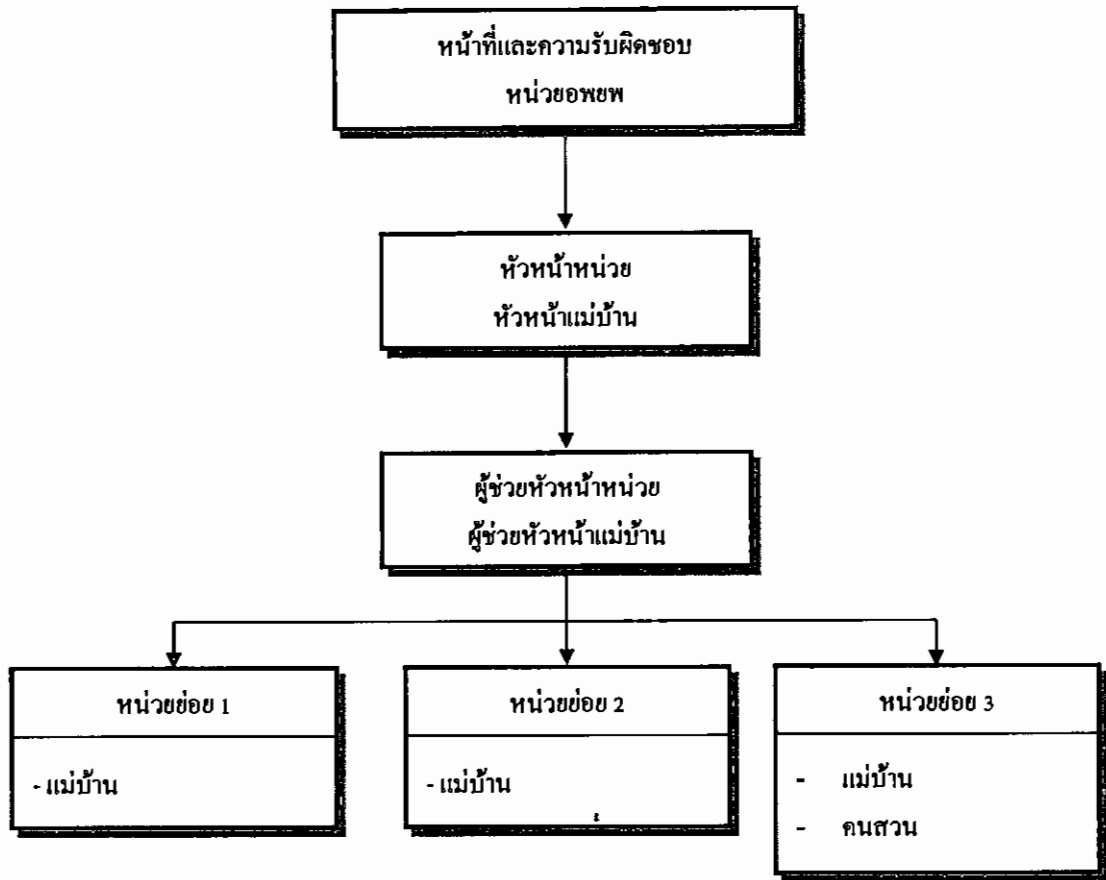 หน้าที่และความรับผิดชอบ
หน่วยอพยพ
หัวหน้าหน่วย
หัวหน้าแม่บ้าน
ผู้ช่วยหัวหน้าหน่วย
ผู้ช่วยหัวหน้าแม่บ้าน
หน่วยย่อย 1
- แม่บ้าน
หน่วยย่อย 2
- แม่บ้าน
หน่วยย่อย 3
- แม่บ้าน
- คนสวน